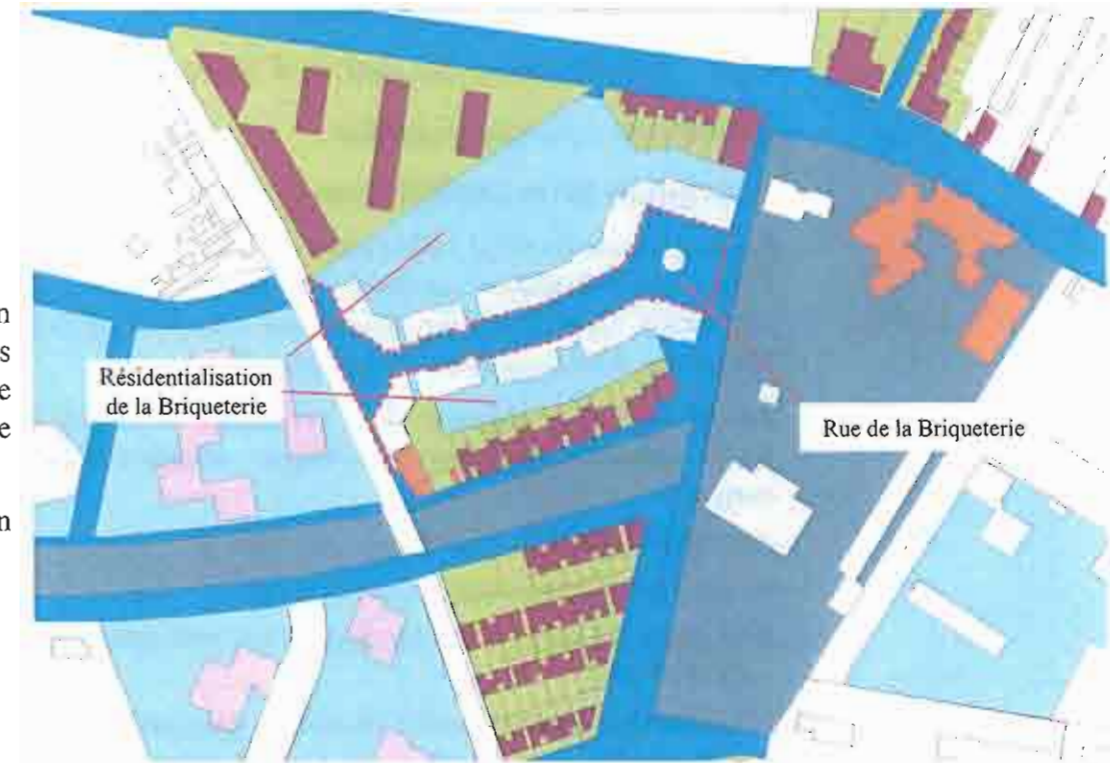 n
s
e
e
n
Résidentialisation
de la Briqueterie
Rue de la Briqueterie